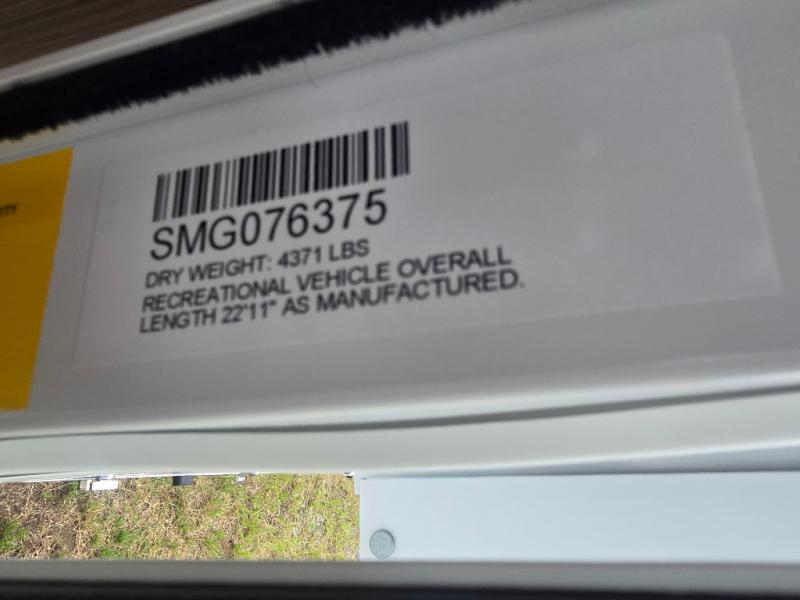 SMG076375
DRY WEIGHT: 4371 LBS
RECREATIONAL VEHICLE OVERALL
LENGTH 22'11" AS MANUFACTURED.